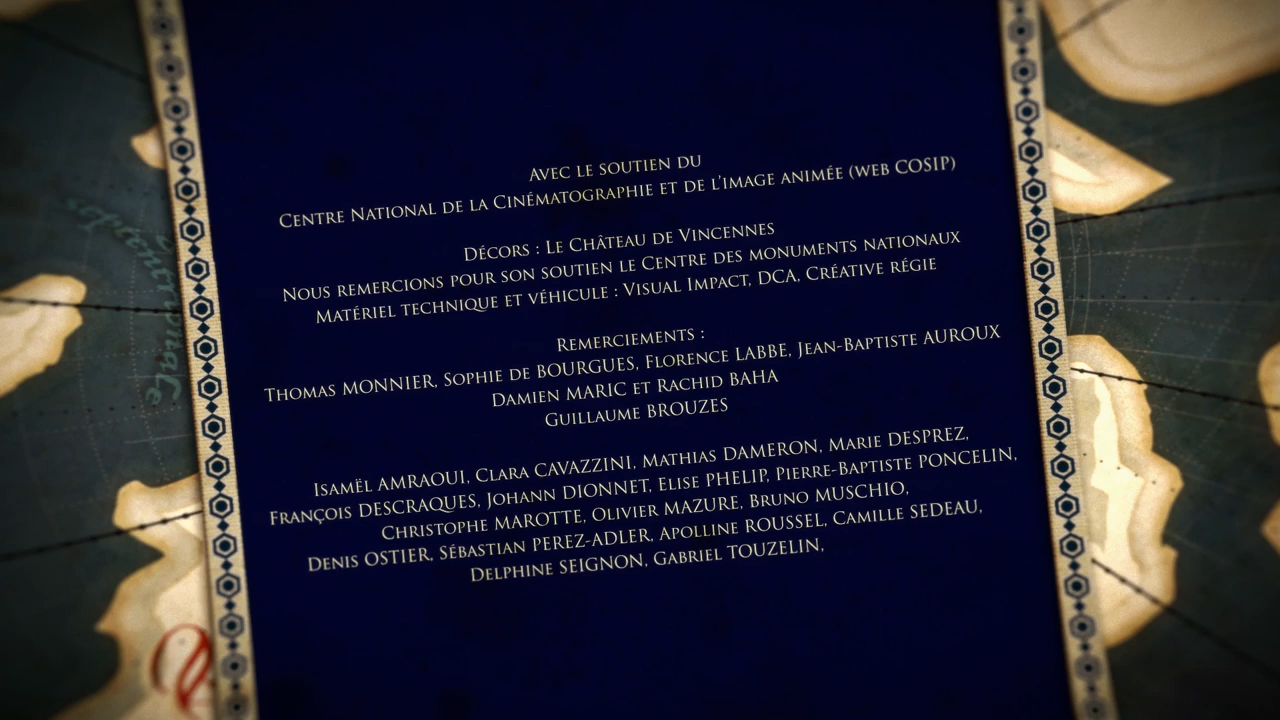 Avec le soutien du
Centre National de la Cinématographie et de l'image animée (web COSIP)
Décors : Le Château de Vincennes
Nous remercions pour son soutien le Centre des monuments nationaux
Matériel technique et véhicule : Visual Impact, DCA, Créative régie
Remerciements :
Thomas MONNIER, Sophie de BOURGUES, Florence LABBE, Jean-Baptiste AUROUX
Damien MARIC et Rachid BAHA
Guillaume BROUZES
Isamël AMRAOUI, Clara CAVAZZINI, Mathias DAMERON, Marie DESPREZ,
François DESCRAQUES, Johann DIONNET, Elise PHELIP, Pierre-Baptiste PONCELIN,
Christophe MAROTTE, Olivier MAZURE, Bruno MUSCHIO,
Denis OSTIER, Sébastian PEREZ-ADLER, Apolline ROUSSEL, Camille SEDEAU,
Delphine SEIGNON, Gabriel TOUZELIN,
septentrionale